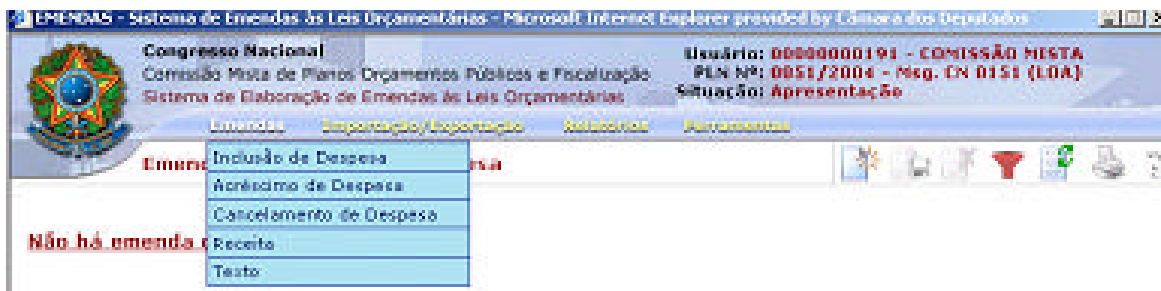 EMENDAS - Sistema de Emendas às Leis Orçamentárias - Microsoft Internet Explorer provided by Câmara dos Deputados
Congresso Nacional
Comissão Mista de Planos Orçamentos Públicos e Fiscalização
Sistema de Elaboração de Emendas às Leis Orçamentárias
Usuário: 00000000191 - COMISSÃO MISTA
PLN Nº: 0051/2004 - Msg. CN 0151 (LOA)
Situação: Apresentação
Emendas Importação/Exportação Relatórios Ferramentas
Emend
esa
Inclusão de Despesa
Acréscimo de Despesa
Cancelamento de Despesa
Receita
Texto
Não há emenda